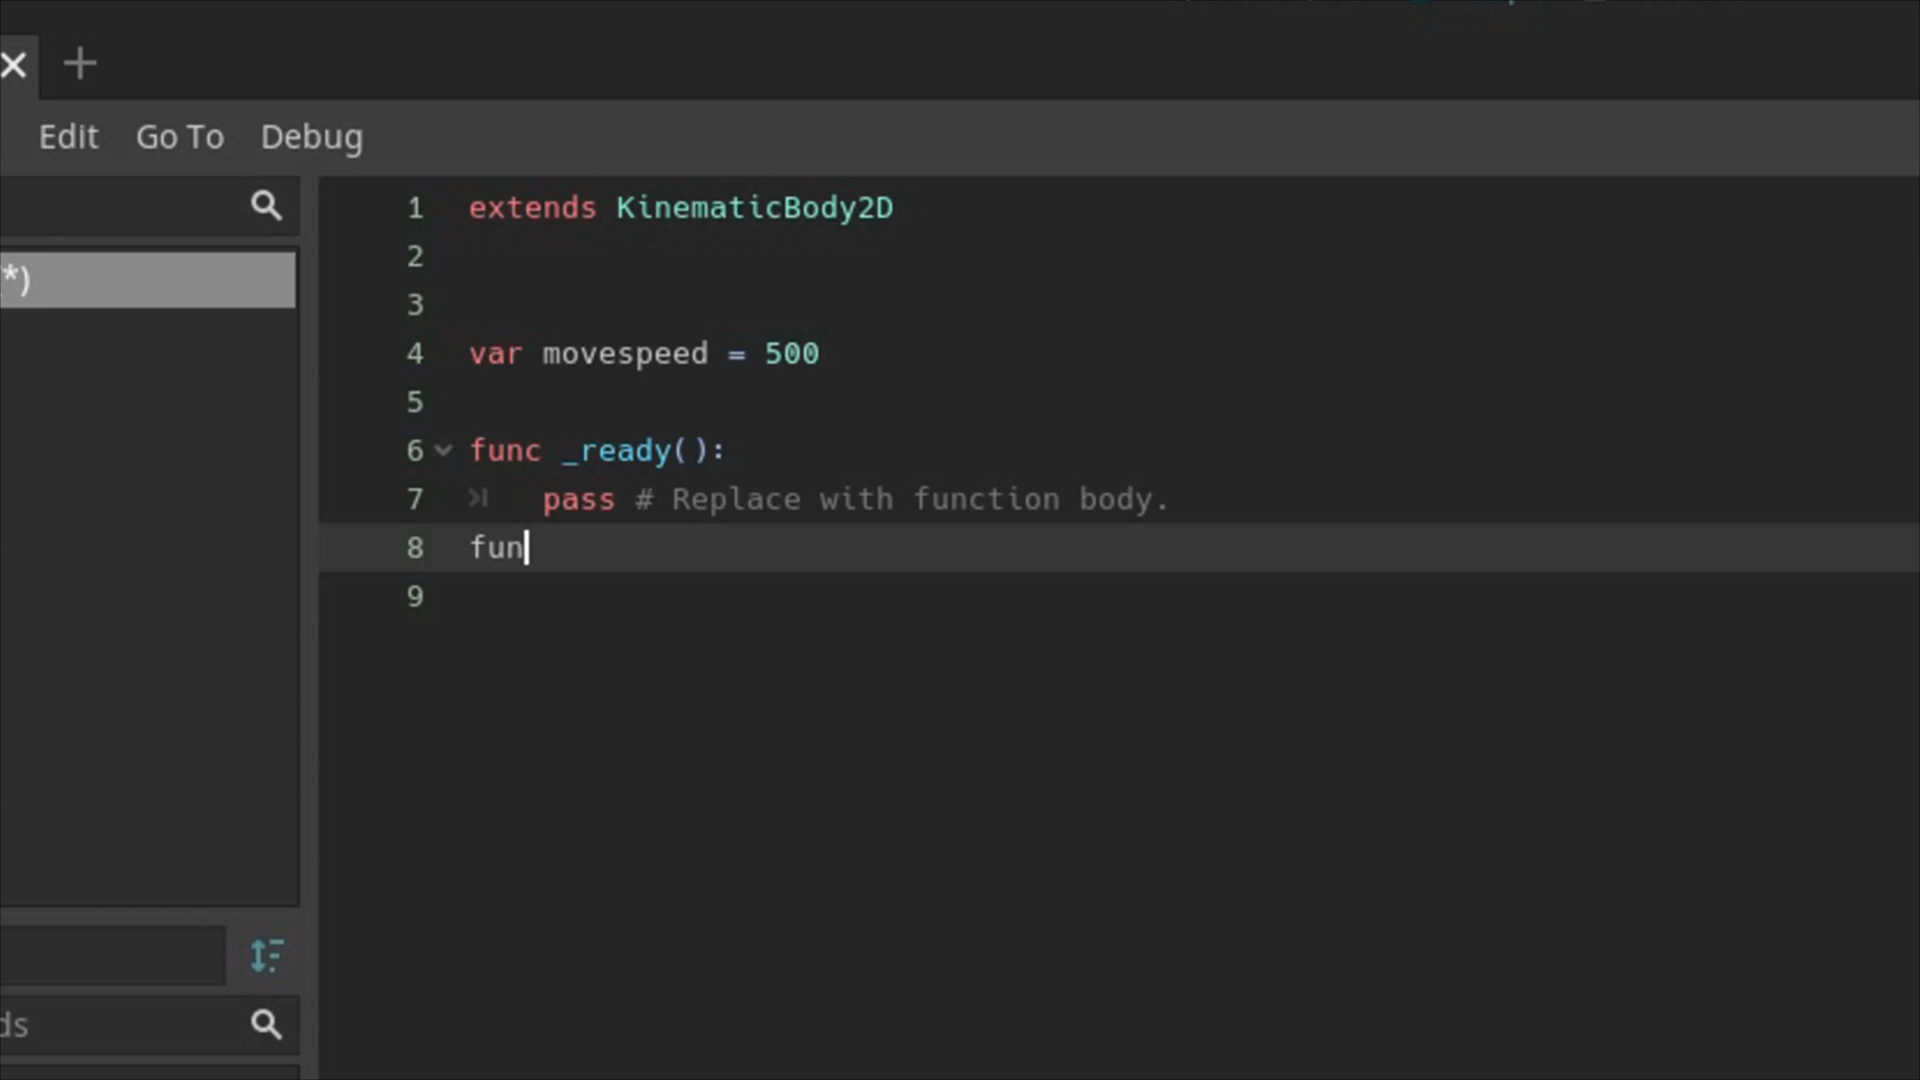 Edit Go To Debug
1 extends KinematicBody2D
*)
2
3
4 var movespeed = 500
5
6 func _ready():
7 pass # Replace with function body.
8 fun
9
ds